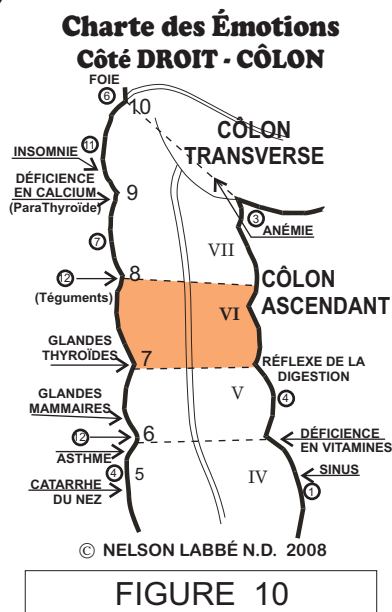 Charte des Émotions
Côté DROIT - CÔLON
FOIE
6
10
CÔLON
TRANSVERSE
11
INSOMNIE
DÉFICIENCE
EN CALCIUM
(ParaThyroïde)
9
3
ANÉMIE
7
VII
12
8
(Téguments)
CÔLON
ASCENDANT
VI
GLANDES
THYROÏDES
7
RÉFLEXE DE LA
DIGESTION
GLANDES
MAMMAIRES
V
4
12
6
DÉFICIENCE
EN VITAMINES
ASTHME
4
5
IV
SINUS
CATARRHE
DU NEZ
1
© NELSON LABBÉ N.D. 2008
FIGURE 10